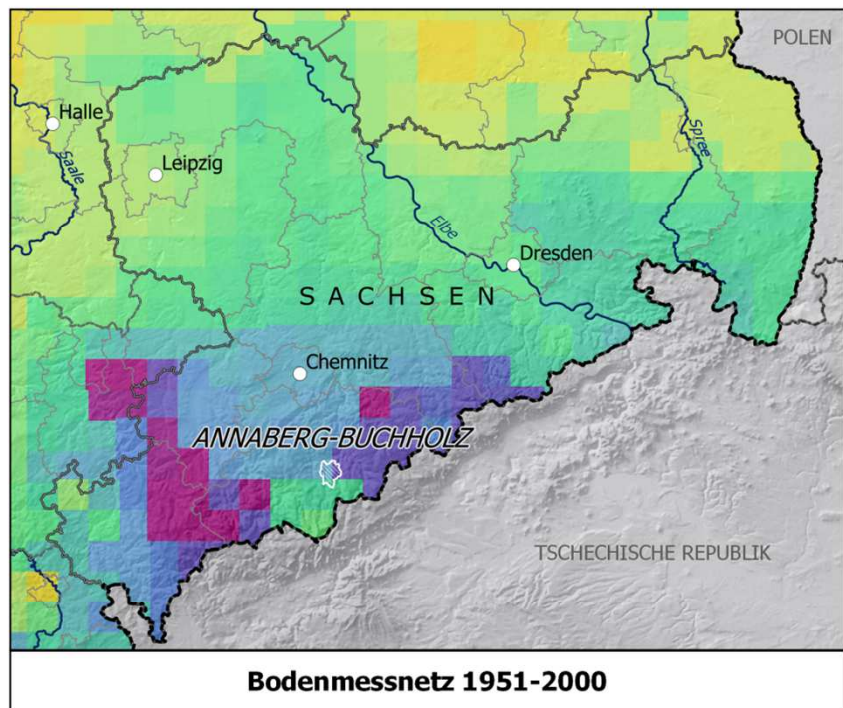 POLEN
Halle
Saale
Leipzig
Spree
Elbe
Dresden
SACHSEN
Chemnitz
ANNABERG-BUCHHOLZ
TSCHECHISCHE REPUBLIK
Bodenmessnetz 1951-2000